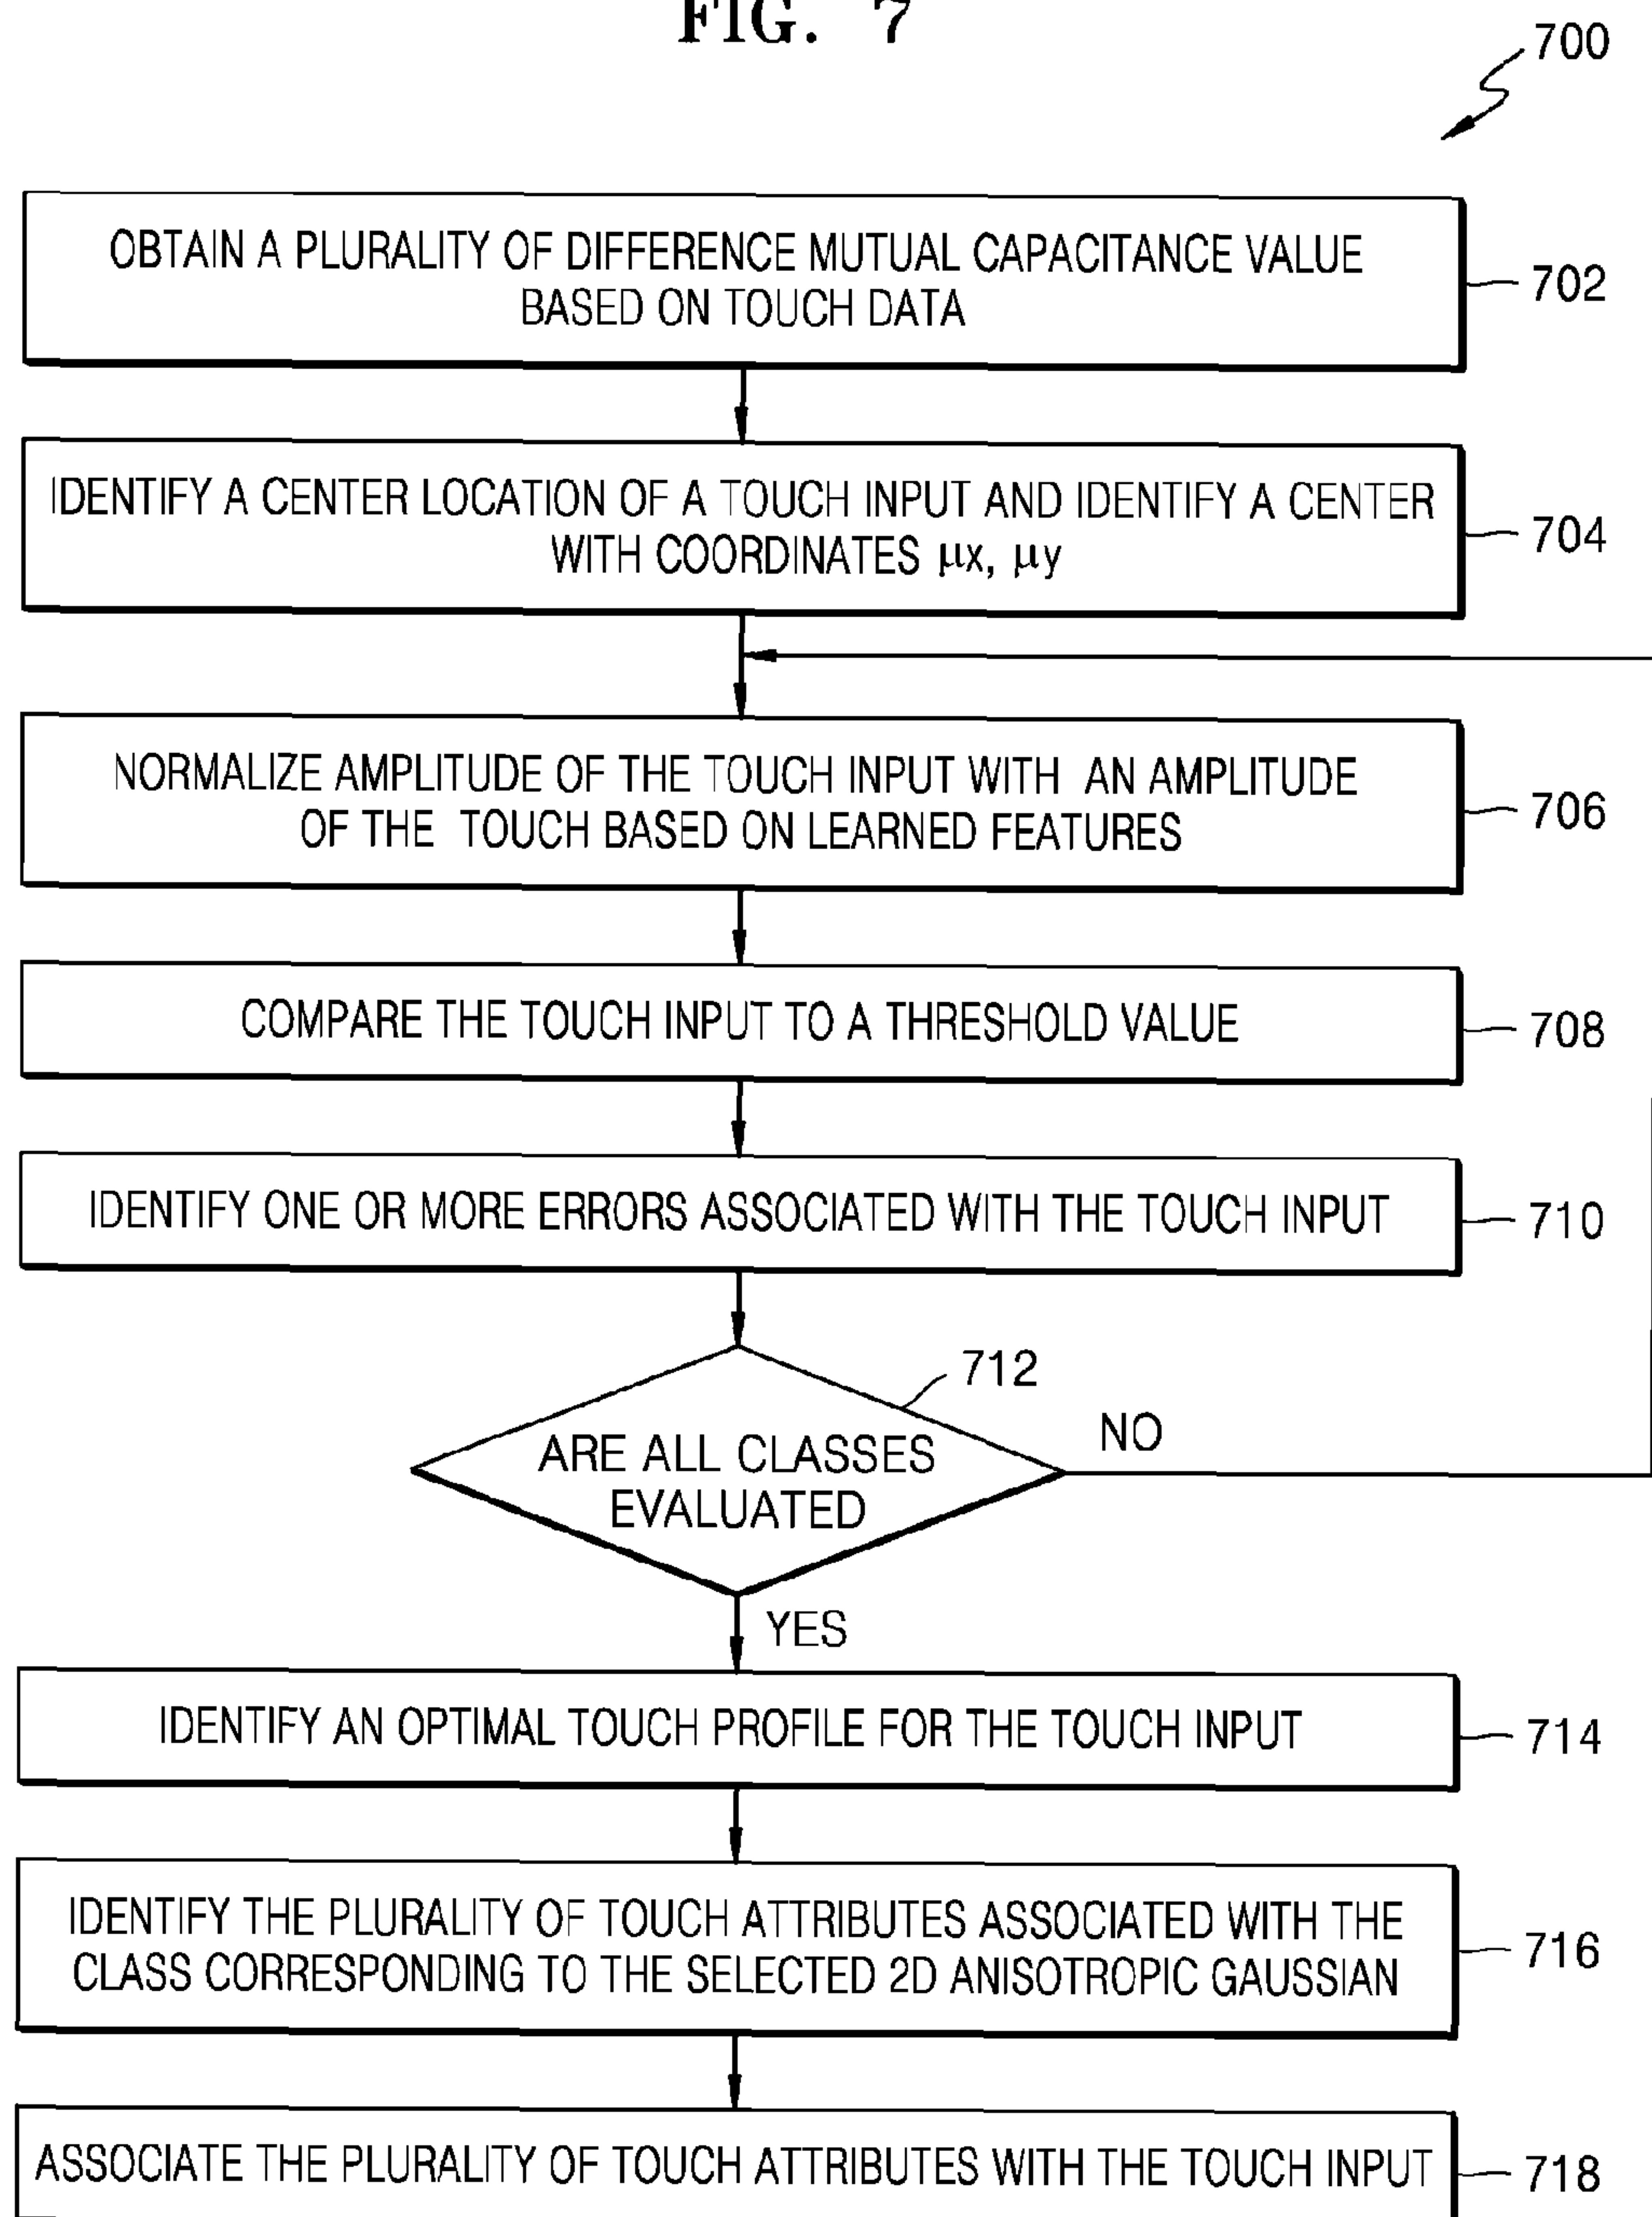 FIG. 7
700
OBTAIN A PLURALITY OF DIFFERENCE MUTUAL CAPACITANCE VALUE
BASED ON TOUCH DATA
702
IDENTIFY A CENTER LOCATION OF A TOUCH INPUT AND IDENTIFY A CENTER
WITH COORDINATES μx, μy
704
NORMALIZE AMPLITUDE OF THE TOUCH INPUT WITH AN AMPLITUDE
OF THE TOUCH BASED ON LEARNED FEATURES
706
COMPARE THE TOUCH INPUT TO A THRESHOLD VALUE
708
IDENTIFY ONE OR MORE ERRORS ASSOCIATED WITH THE TOUCH INPUT
710
712
ARE ALL CLASSES
EVALUATED
NO
YES
IDENTIFY AN OPTIMAL TOUCH PROFILE FOR THE TOUCH INPUT
714
IDENTIFY THE PLURALITY OF TOUCH ATTRIBUTES ASSOCIATED WITH THE
CLASS CORRESPONDING TO THE SELECTED 2D ANISOTROPIC GAUSSIAN
716
ASSOCIATE THE PLURALITY OF TOUCH ATTRIBUTES WITH THE TOUCH INPUT
718